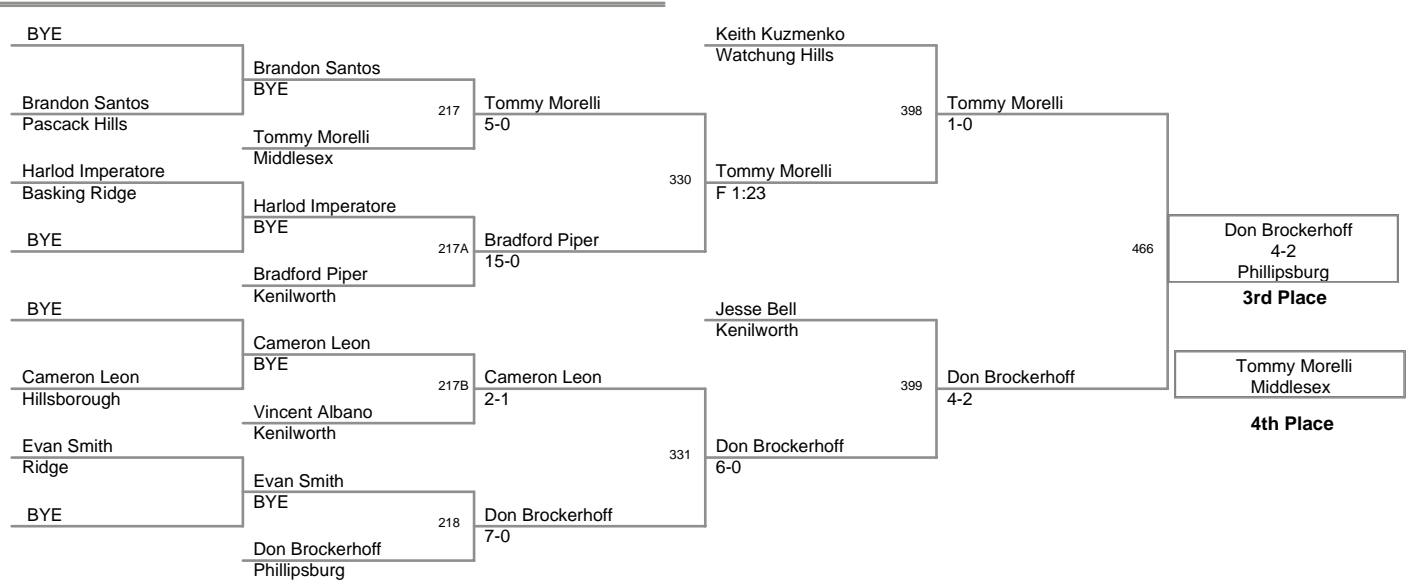 BYE
Brandon Santos
Pascack Hills
Harlod Imperatore
Basking Ridge
BYE
BYE
Cameron Leon
Hillsborough
Evan Smith
Ridge
BYE
Brandon Santos
BYE
217
Tommy Morelli
Middlesex
Harlod Imperatore
BYE
217A
Bradford Piper
Kenilworth
Cameron Leon
BYE
217B
Vincent Albano
Kenilworth
Evan Smith
BYE
218
Don Brockerhoff
Phillipsburg
Tommy Morelli
5-0
330
Bradford Piper
15-0
Cameron Leon
2-1
331
Don Brockerhoff
7-0
Keith Kuzmenko
Watchung Hills
398
Tommy Morelli
F 1:23
Jesse Bell
Kenilworth
399
Don Brockerhoff
6-0
Tommy Morelli
1-0
466
Don Brockerhoff
4-2
Don Brockerhoff
4-2
Phillipsburg
3rd Place
Tommy Morelli
Middlesex
4th Place